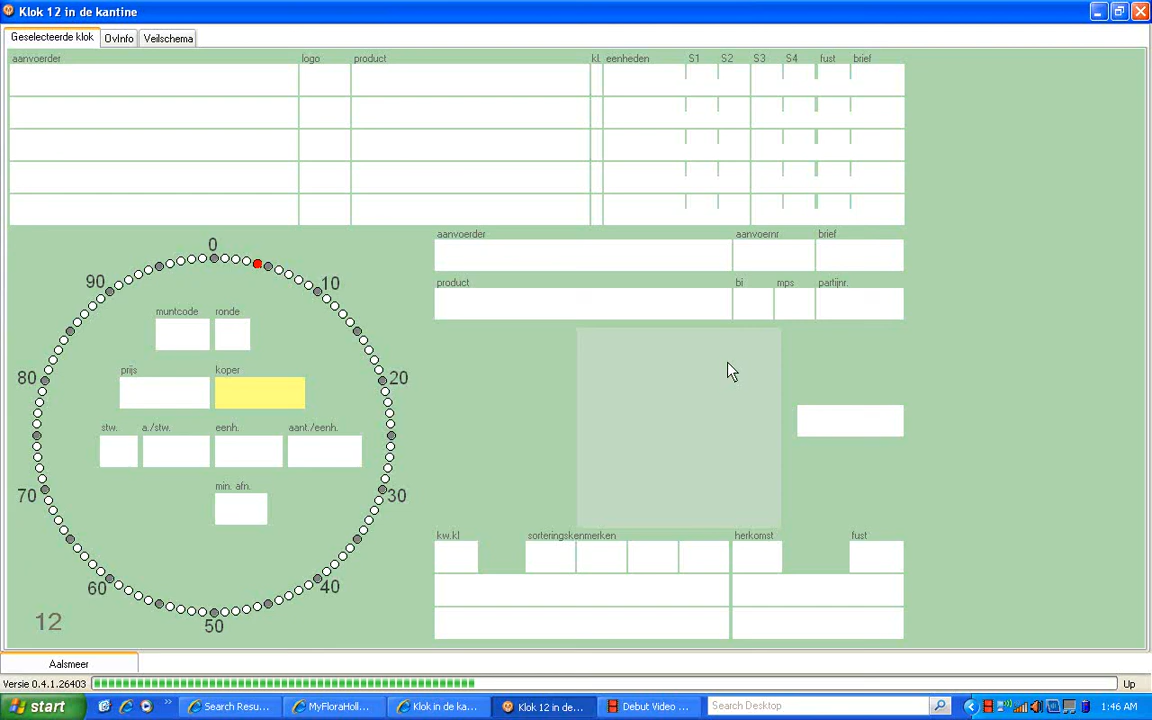 Klok 12 in de kantine
Geselecteerde klok OvInfo Veilschema
aanvoerder logo product kl. eenheden S1 S2 S3 S4 fust brief
aanvoerder aanvoernr brief
product bi mps partijnr.
0
10
20
30
40
50
60
70
80
90
muntcode ronde
prijs koper
stw. a./stw. eenh. aant./eenh.
min. afn.
kw.kl sorteringskenmerken herkomst fust
12
Aalsmeer
Versie 0.4.1.26403 Up
start Search Resu... MyFloraHoll... Klok in de ka... Klok 12 in de... Debut Video ... Search Desktop 1:46 AM